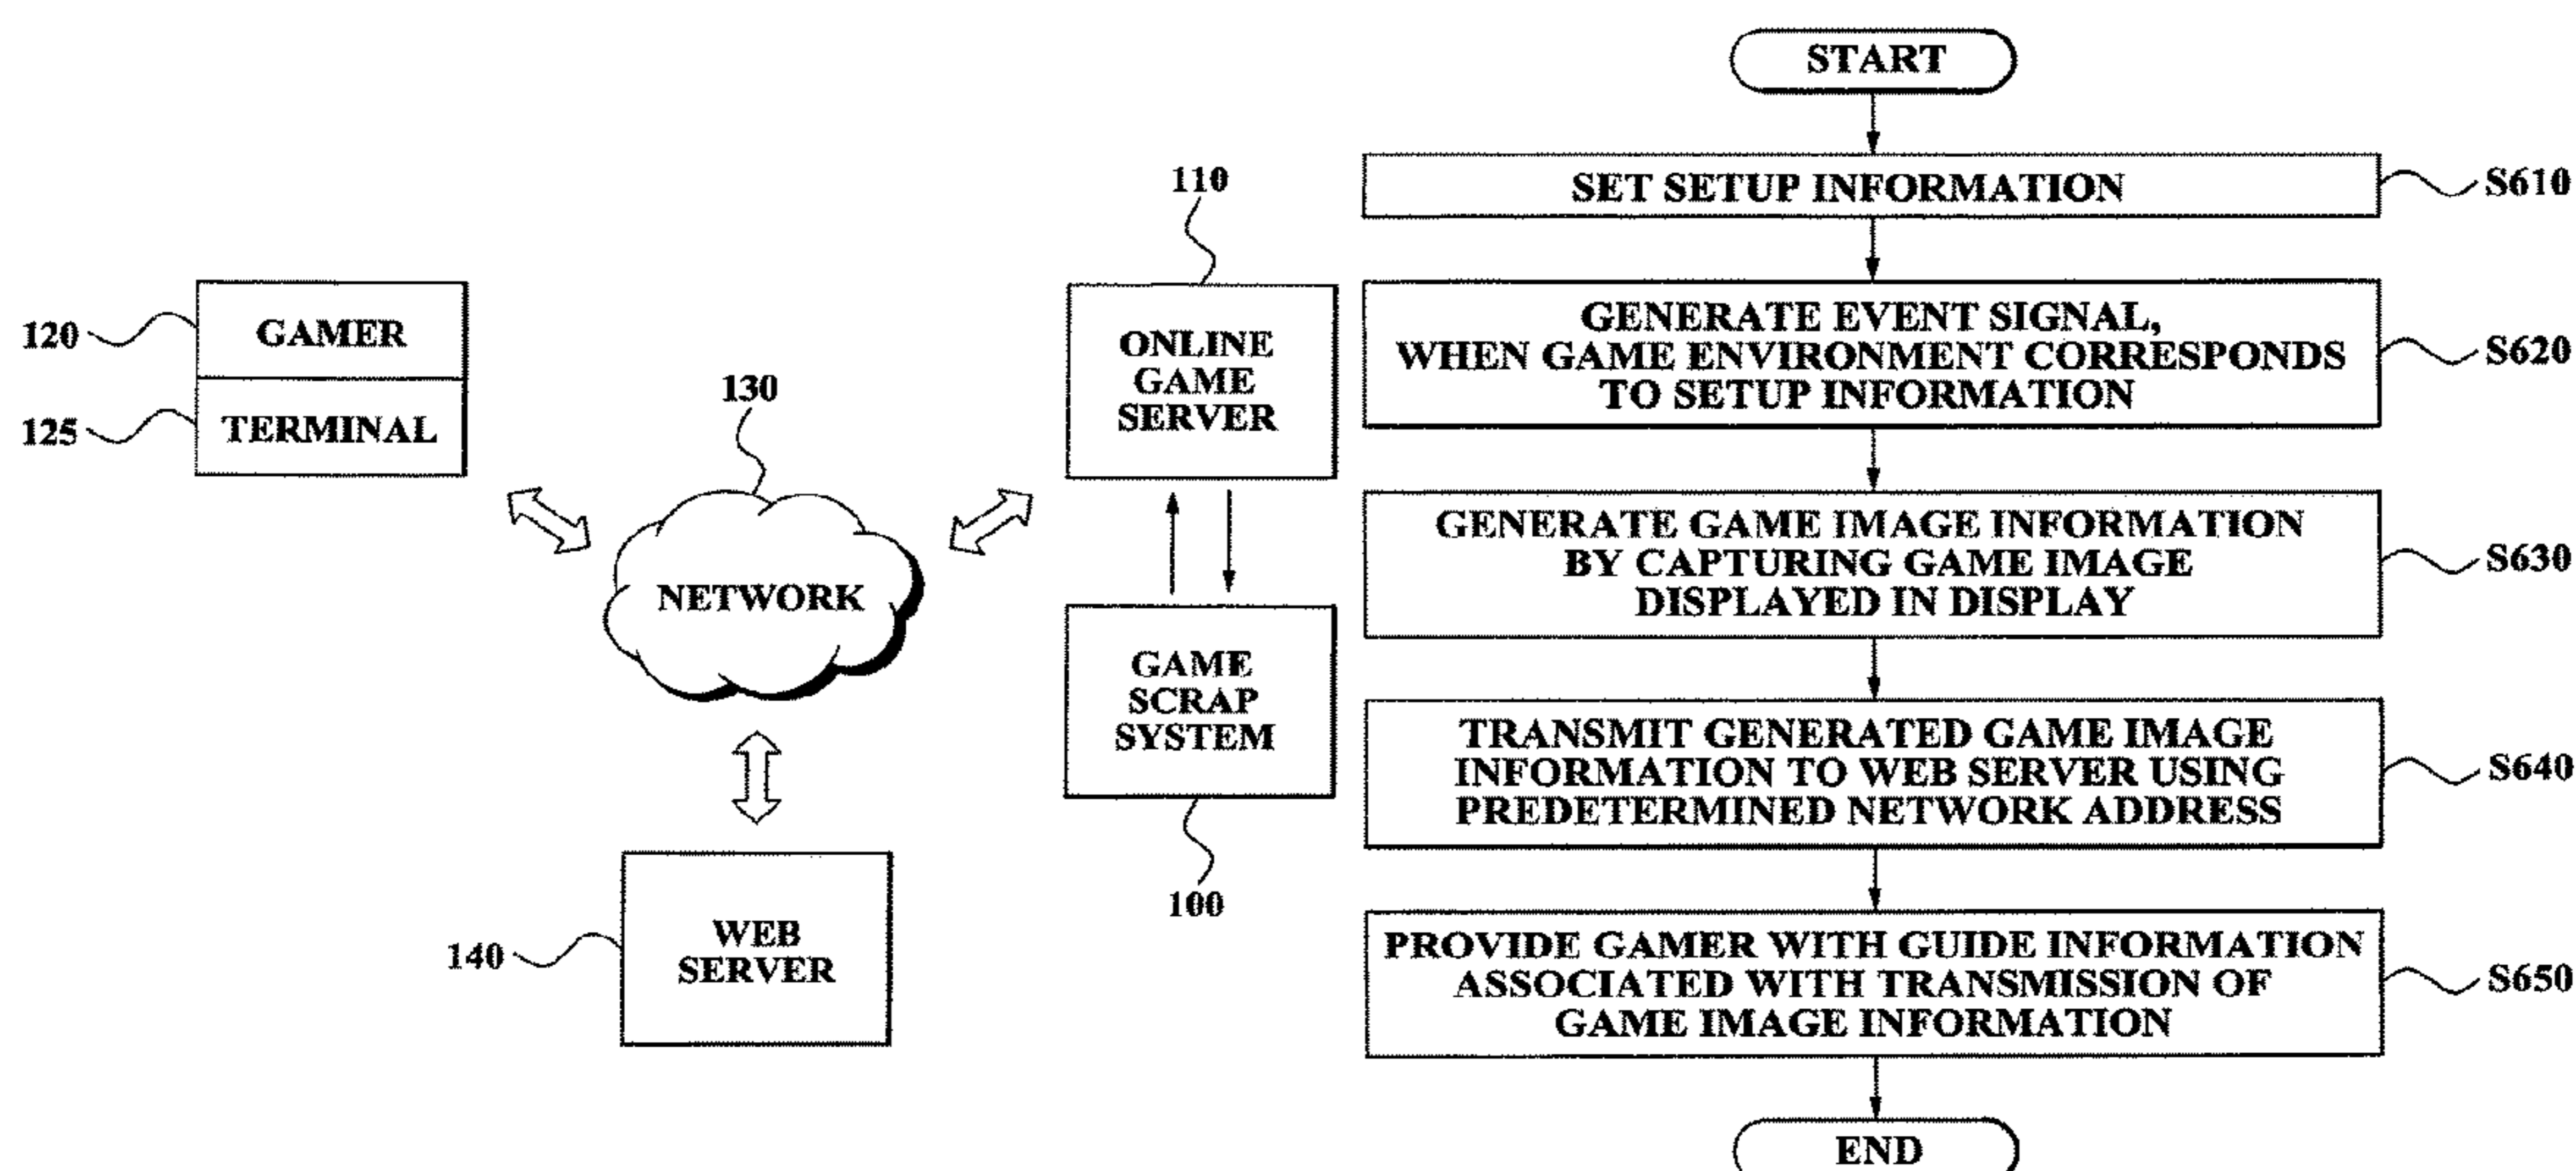 120
GAMER
125
TERMINAL
130
NETWORK
140
WEB
SERVER
110
ONLINE
GAME
SERVER
GAME
SCRAP
SYSTEM
100
START
SET SETUP INFORMATION
S610
GENERATE EVENT SIGNAL,
WHEN GAME ENVIRONMENT CORRESPONDS
TO SETUP INFORMATION
S620
GENERATE GAME IMAGE INFORMATION
BY CAPTURING GAME IMAGE
DISPLAYED IN DISPLAY
S630
TRANSMIT GENERATED GAME IMAGE
INFORMATION TO WEB SERVER USING
PREDETERMINED NETWORK ADDRESS
S640
PROVIDE GAMER WITH GUIDE INFORMATION
ASSOCIATED WITH TRANSMISSION OF
GAME IMAGE INFORMATION
S650
END